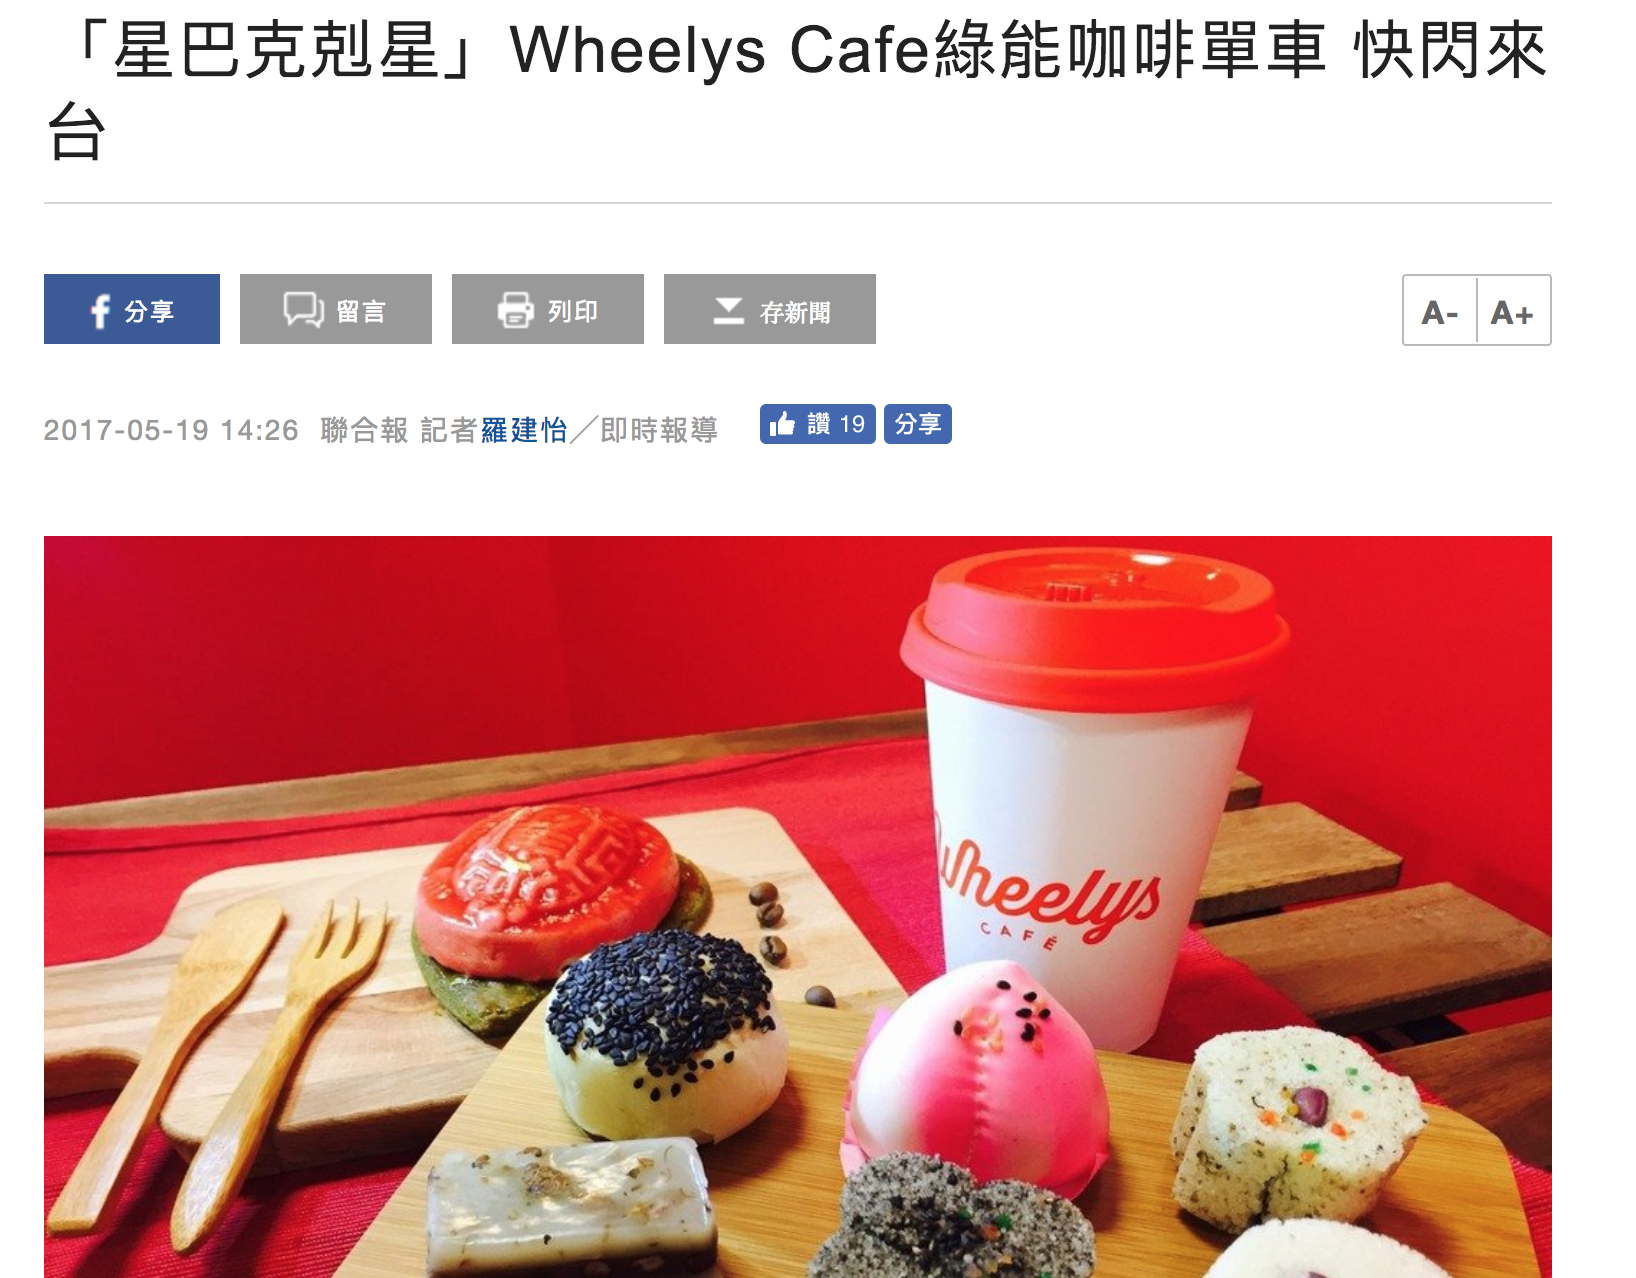 「星巴克剋星」Wheelys Cafe綠能咖啡單車 快閃來
台
分享
留言
列印
存新聞
A-
A+
2017-05-19 14:26 聯合報 記者羅建怡╱即時報導
讚 19
分享
Wheelys
CAFÉ